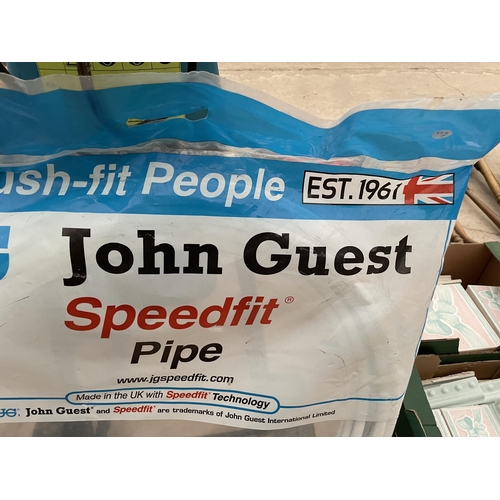 ush-fit People
EST. 1961
John Guest
Speedfit®
Pipe
www.jgspeedfit.com
Made in the UK with Speedfit® Technology
JG® John Guest® and Speedfit® are trademarks of John Guest International Limited